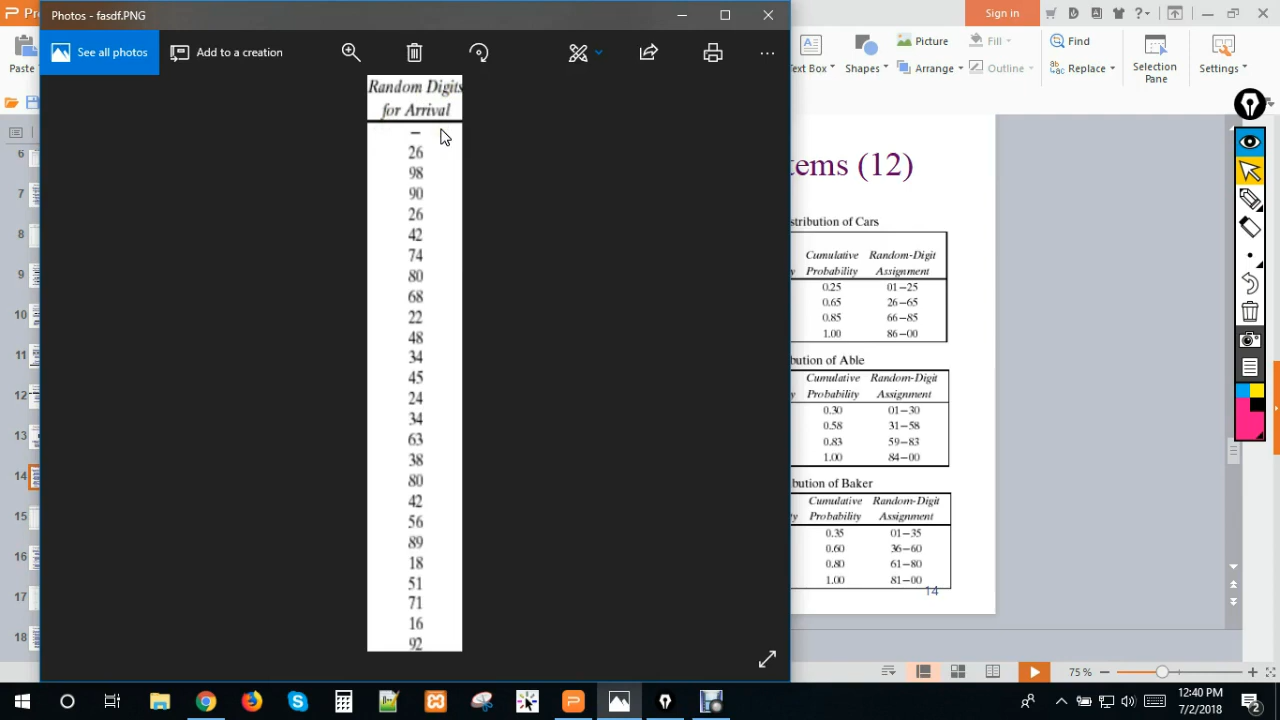 Photos - fasdf.PNG
See all photos
Add to a creation
Random Digits
for Arrival
–
26
98
90
26
42
74
80
68
22
48
34
45
24
34
63
38
80
42
56
89
18
51
71
16
92
Sign in
Paste
Text Box
Shapes
Picture
Arrange
Fill
Outline
Find
Replace
Selection
Pane
Settings
6
7
8
9
10
11
12
13
14
15
16
17
18
tems (12)
stribution of Cars
Cumulative Random-Digit
y Probability Assignment
0.25 01–25
0.65 26–65
0.85 66–85
1.00 86–00
bution of Able
Cumulative Random-Digit
y Probability Assignment
0.30 01–30
0.58 31–58
0.83 59–83
1.00 84–00
bution of Baker
Cumulative Random-Digit
y Probability Assignment
0.35 01–35
0.60 36–60
0.80 61–80
1.00 81–00
14
75 %
12:40 PM
7/2/2018
2